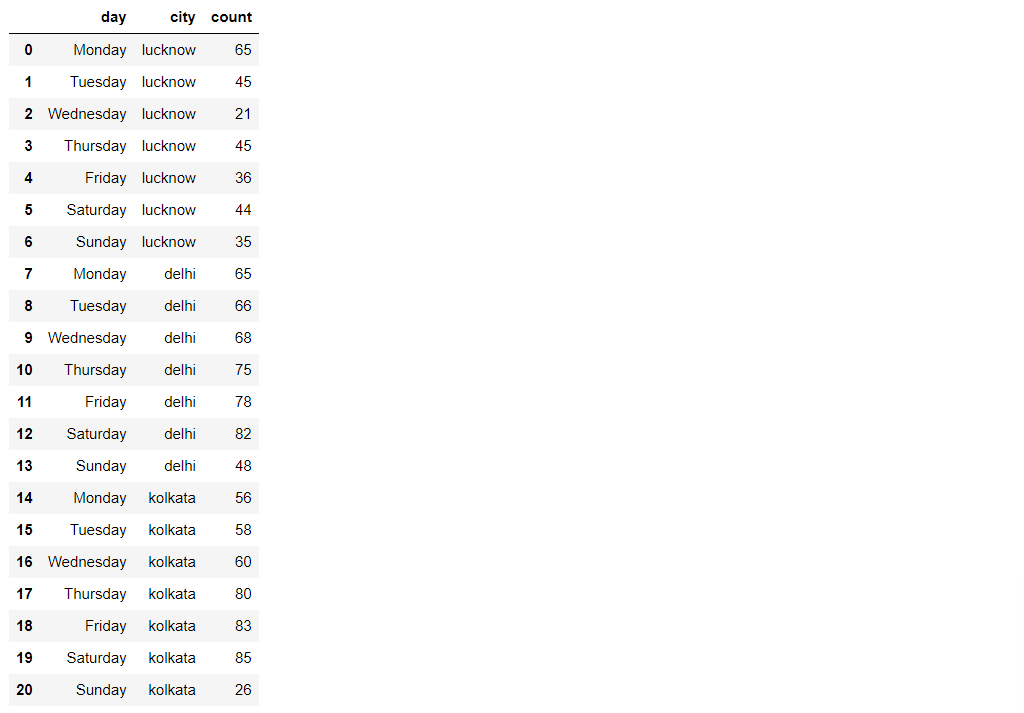 day city count
0 Monday lucknow 65
1 Tuesday lucknow 45
2 Wednesday lucknow 21
3 Thursday lucknow 45
4 Friday lucknow 36
5 Saturday lucknow 44
6 Sunday lucknow 35
7 Monday delhi 65
8 Tuesday delhi 66
9 Wednesday delhi 68
10 Thursday delhi 75
11 Friday delhi 78
12 Saturday delhi 82
13 Sunday delhi 48
14 Monday kolkata 56
15 Tuesday kolkata 58
16 Wednesday kolkata 60
17 Thursday kolkata 80
18 Friday kolkata 83
19 Saturday kolkata 85
20 Sunday kolkata 26